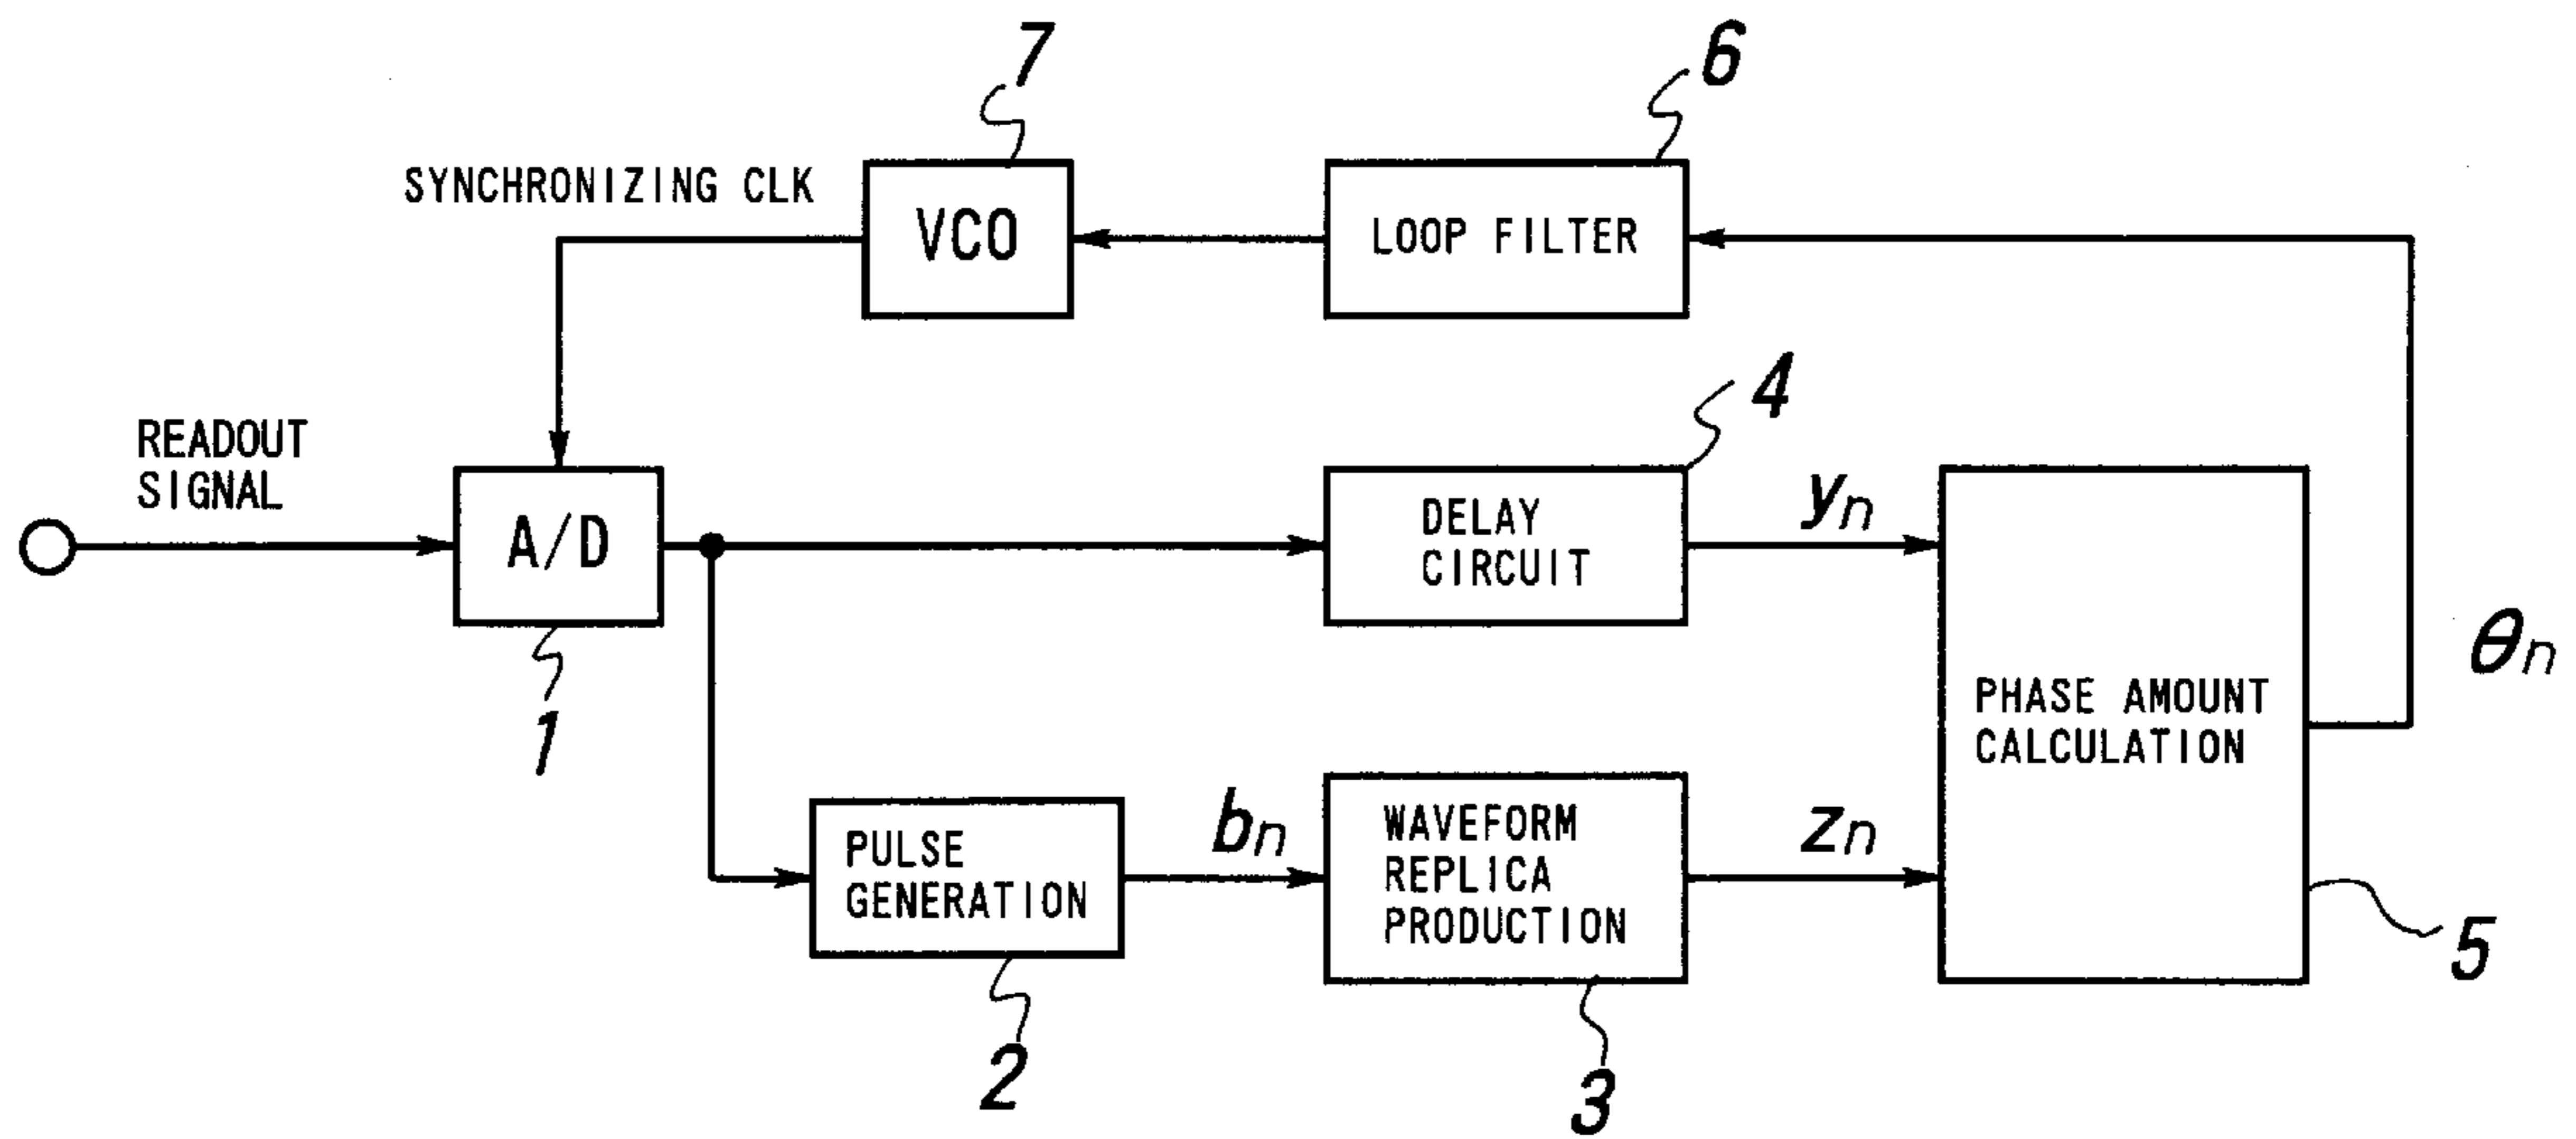 7
6
SYNCHRONIZING CLK
VCO
LOOP FILTER
4
READOUT
SIGNAL
A/D
DELAY
CIRCUIT
yn
θn
1
PHASE AMOUNT
CALCULATION
PULSE
GENERATION
bn
WAVEFORM
REPLICA
PRODUCTION
zn
5
2
3